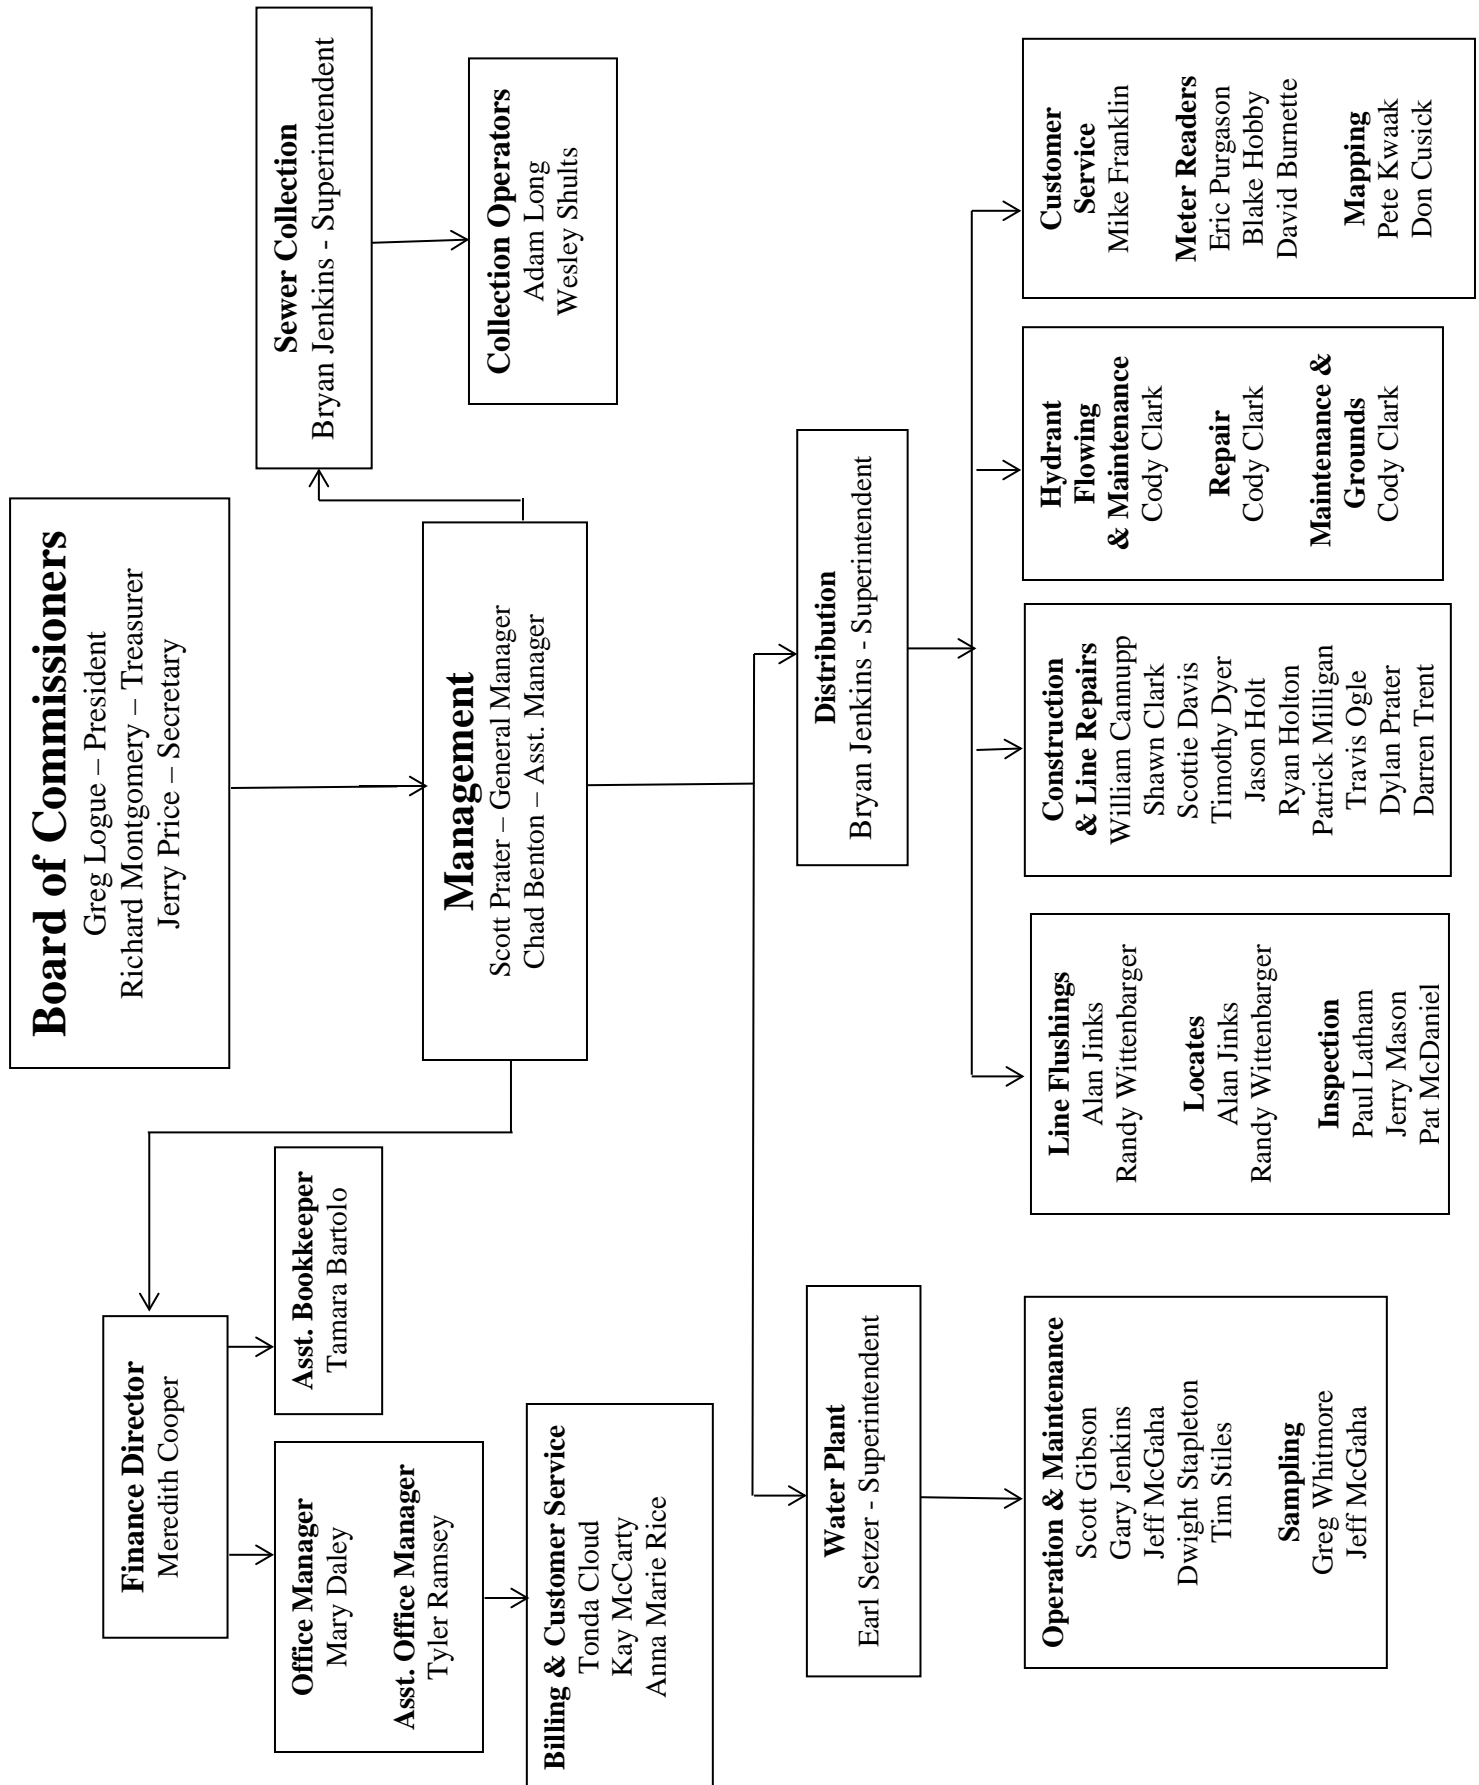 Board of Commissioners
Greg Logue – President
Richard Montgomery – Treasurer
Jerry Price – Secretary
Management
Scott Prater – General Manager
Chad Benton – Asst. Manager
Finance Director
Meredith Cooper
Office Manager
Mary Daley
Asst. Office Manager
Tyler Ramsey
Asst. Bookkeeper
Tamara Bartolo
Billing & Customer Service
Tonda Cloud
Kay McCarty
Anna Marie Rice
Sewer Collection
Bryan Jenkins - Superintendent
Collection Operators
Adam Long
Wesley Shults
Water Plant
Earl Setzer - Superintendent
Operation & Maintenance
Scott Gibson
Gary Jenkins
Jeff McGaha
Dwight Stapleton
Tim Stiles
Sampling
Greg Whitmore
Jeff McGaha
Distribution
Bryan Jenkins - Superintendent
Line Flushings
Alan Jinks
Randy Wittenbarger
Locates
Alan Jinks
Randy Wittenbarger
Inspection
Paul Latham
Jerry Mason
Pat McDaniel
Construction
& Line Repairs
William Cannupp
Shawn Clark
Scottie Davis
Timothy Dyer
Jason Holt
Ryan Holton
Patrick Milligan
Travis Ogle
Dylan Prater
Darren Trent
Hydrant
Flowing
& Maintenance
Cody Clark
Repair
Cody Clark
Maintenance &
Grounds
Cody Clark
Customer
Service
Mike Franklin
Meter Readers
Eric Purgason
Blake Hobby
David Burnette
Mapping
Pete Kwaak
Don Cusick